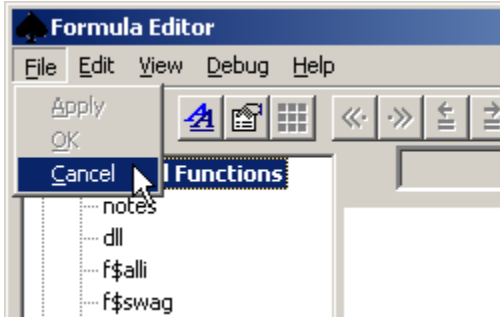 Formula Editor
File Edit View Debug Help
Apply
OK
Cancel
Functions
notes
dll
f$alli
f$swag